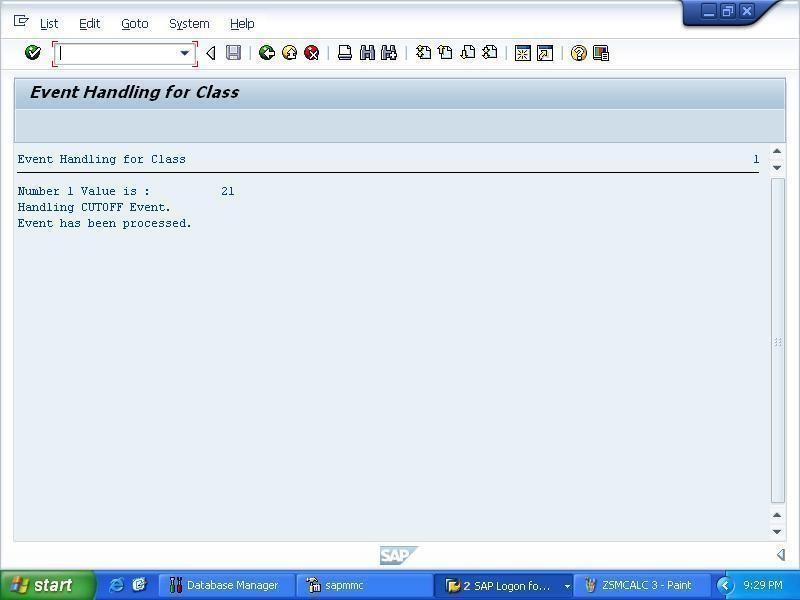 List Edit Goto System Help
Event Handling for Class
Event Handling for Class 1
Number 1 Value is : 21
Handling CUTOFF Event.
Event has been processed.
SAP
start Database Manager sapmmc 2 SAP Logon fo... ZSMCALC 3 - Paint 9:29 PM